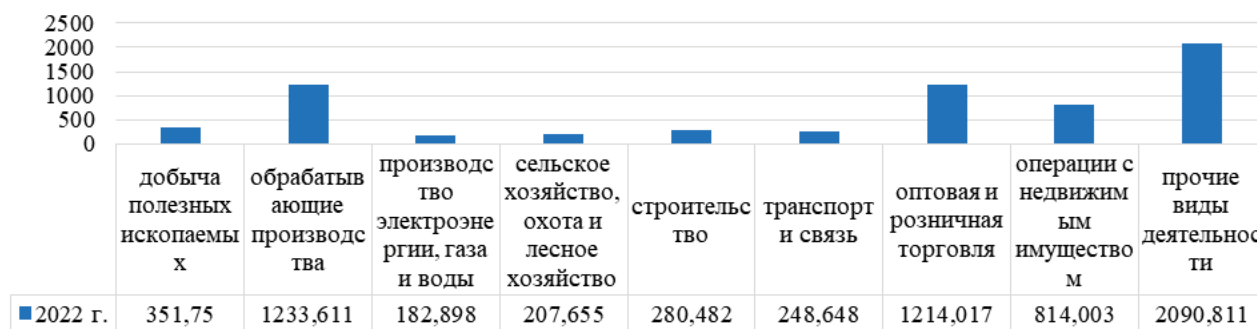 2500
2000
1500
1000
500
0
добыча
полезных
ископаемы
х
обрабатыв
ающие
производс
тва
производс
тво
электроэне
ргии, газа
и воды
сельское
хозяйство,
охота и
лесное
хозяйство
строительс
тво
транспорт
и связь
оптовая и
розничная
торговля
операции с
недвижим
ым
имуществo
м
прочие
виды
деятельнос
ти
2022 г. 351,75 1233,611 182,898 207,655 280,482 248,648 1214,017 814,003 2090,811